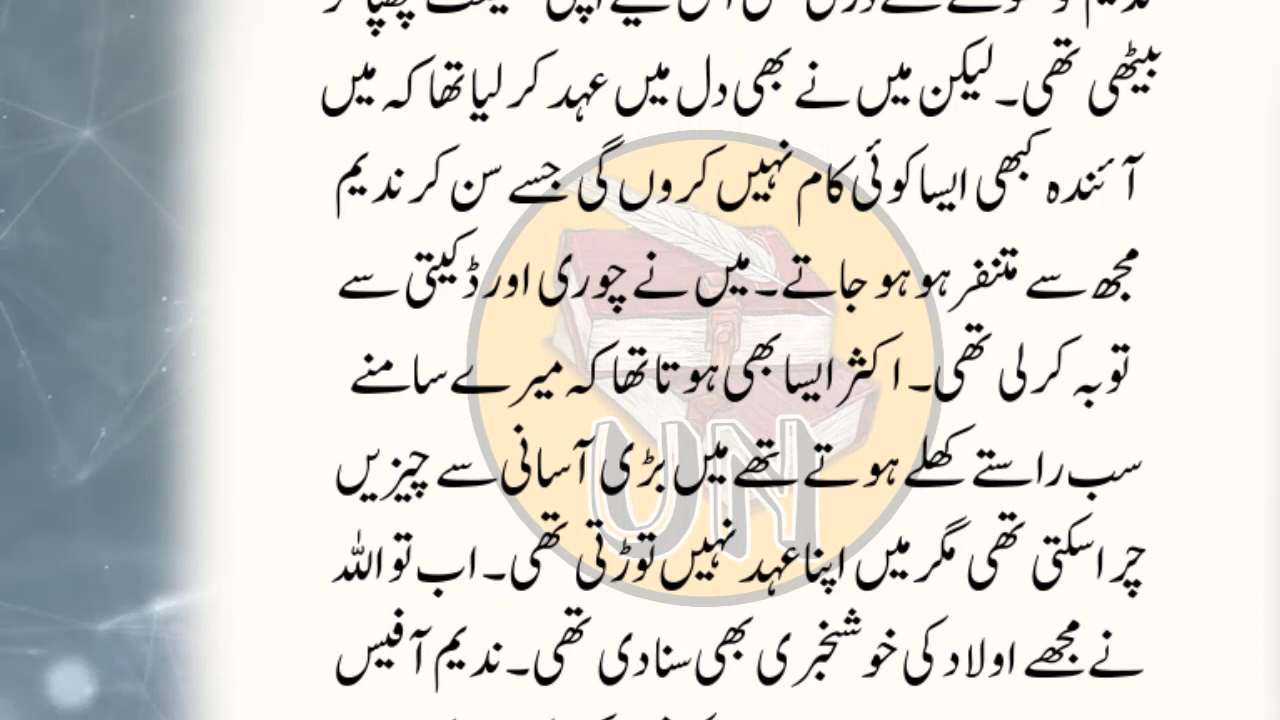 بیٹھی تھی۔ لیکن میں نے بھی دل میں عہد کر لیا تھا کہ میں
آئندہ کبھی ایسا کوئی کام نہیں کروں گی جسے سن کر ندیم
مجھ سے متنفر ہو ہو جاتے۔ میں نے چوری اور ڈکیتی سے
توبہ کر لی تھی۔ اکثر ایسا بھی ہوتا تھا کہ میرے سامنے
سب راستے کھلے ہوتے تھے میں بڑی آسانی سے چیزیں
چرا سکتی تھی مگر میں اپنا عہد نہیں توڑتی تھی۔ اب تو اللہ
نے مجھے اولاد کی خوشخبری بھی سنا دی تھی۔ ندیم آفیس
UN